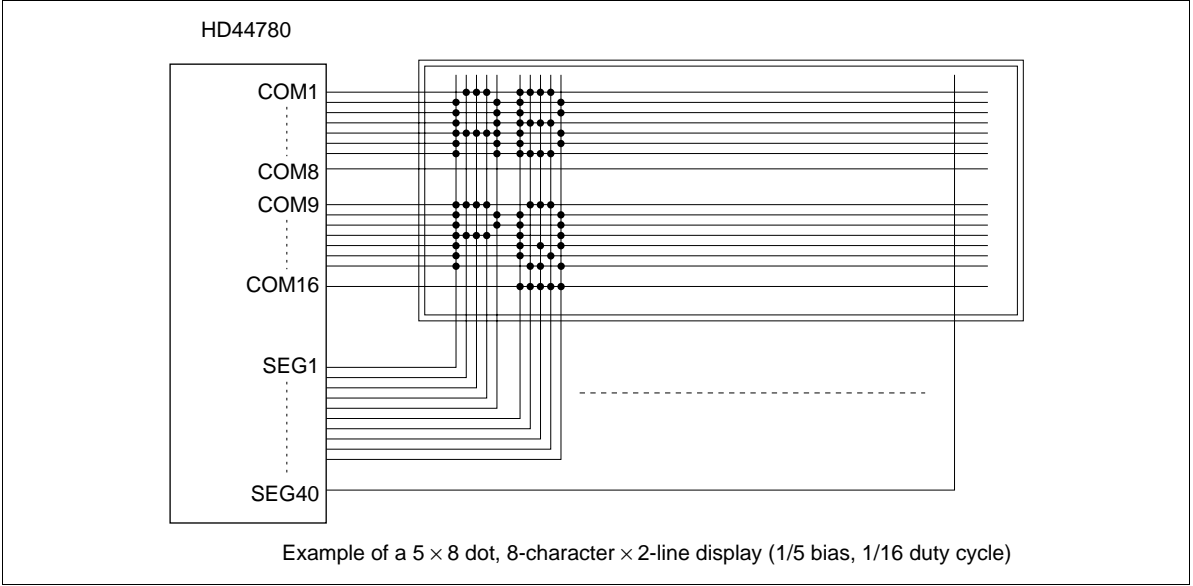 HD44780
COM1
COM8
COM9
COM16
SEG1
SEG40
Example of a 5 × 8 dot, 8-character × 2-line display (1/5 bias, 1/16 duty cycle)